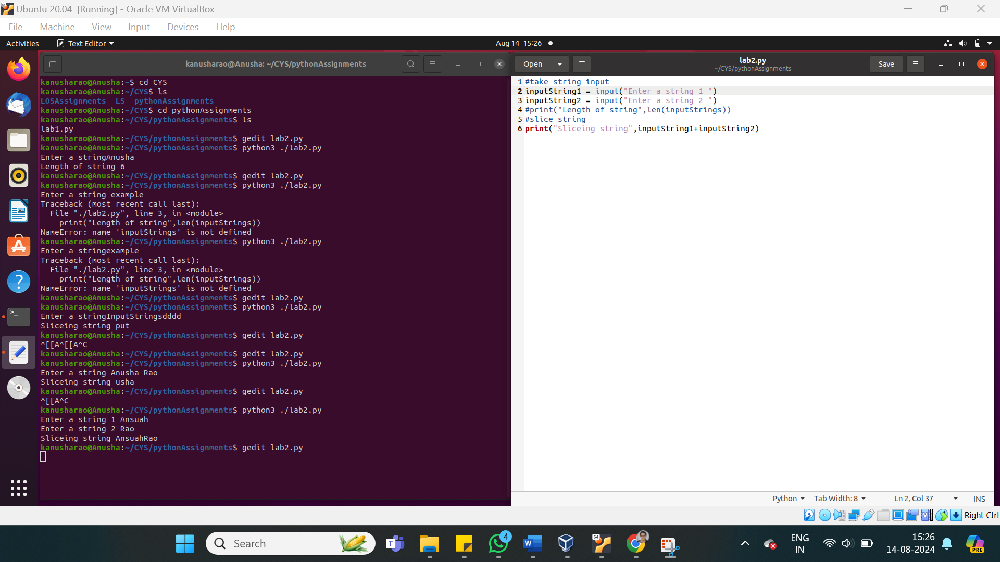 Ubuntu 20.04 [Running] - Oracle VM VirtualBox
File Machine View Input Devices Help
Activities Text Editor Aug 14 15:26
kanusharao@Anusha: ~/CYS/pythonAssignments
kanusharao@Anusha:~$ cd CYS
kanusharao@Anusha:~/CYS$ ls
LOSAssignments LS pythonAssignments
kanusharao@Anusha:~/CYS$ cd pythonAssignments
kanusharao@Anusha:~/CYS/pythonAssignments$ ls
lab1.py
kanusharao@Anusha:~/CYS/pythonAssignments$ gedit lab2.py
kanusharao@Anusha:~/CYS/pythonAssignments$ python3 ./lab2.py
Enter a stringAnusha
Length of string 6
kanusharao@Anusha:~/CYS/pythonAssignments$ gedit lab2.py
kanusharao@Anusha:~/CYS/pythonAssignments$ python3 ./lab2.py
Enter a string example
Traceback (most recent call last):
  File "./lab2.py", line 3, in <module>
    print("Length of string",len(inputStrings))
NameError: name 'inputStrings' is not defined
kanusharao@Anusha:~/CYS/pythonAssignments$ python3 ./lab2.py
Enter a stringexample
Traceback (most recent call last):
  File "./lab2.py", line 3, in <module>
    print("Length of string",len(inputStrings))
NameError: name 'inputStrings' is not defined
kanusharao@Anusha:~/CYS/pythonAssignments$ gedit lab2.py
kanusharao@Anusha:~/CYS/pythonAssignments$ python3 ./lab2.py
Enter a stringInputStringsdddd
Sliceing string put
kanusharao@Anusha:~/CYS/pythonAssignments$ gedit lab2.py
^[[A^[[A^C
kanusharao@Anusha:~/CYS/pythonAssignments$ gedit lab2.py
kanusharao@Anusha:~/CYS/pythonAssignments$ python3 ./lab2.py
Enter a string Anusha Rao
Sliceing string usha
kanusharao@Anusha:~/CYS/pythonAssignments$ gedit lab2.py
^[[A^C
kanusharao@Anusha:~/CYS/pythonAssignments$ python3 ./lab2.py
Enter a string 1 Ansuah
Enter a string 2 Rao
Sliceing string AnsuahRao
kanusharao@Anusha:~/CYS/pythonAssignments$ gedit lab2.py
Open lab2.py Save
~/CYS/pythonAssignments
1 #take string input
2 inputString1 = input("Enter a string 1 ")
3 inputString2 = input("Enter a string 2 ")
4 #print("Length of string",len(inputStrings))
5 #slice string
6 print("Sliceing string",inputString1+inputString2)
Python Tab Width: 8 Ln 2, Col 37 INS
Right Ctrl
Search 4 64 ENG 15:26
IN 14-08-2024 PRE